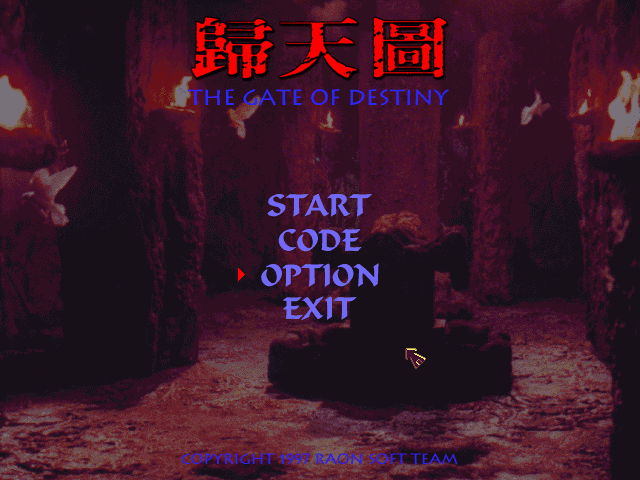 歸天圖
THE GATE OF DESTINY
START
CODE
OPTION
EXIT
COPYRIGHT 1997 RAON SOFT TEAM